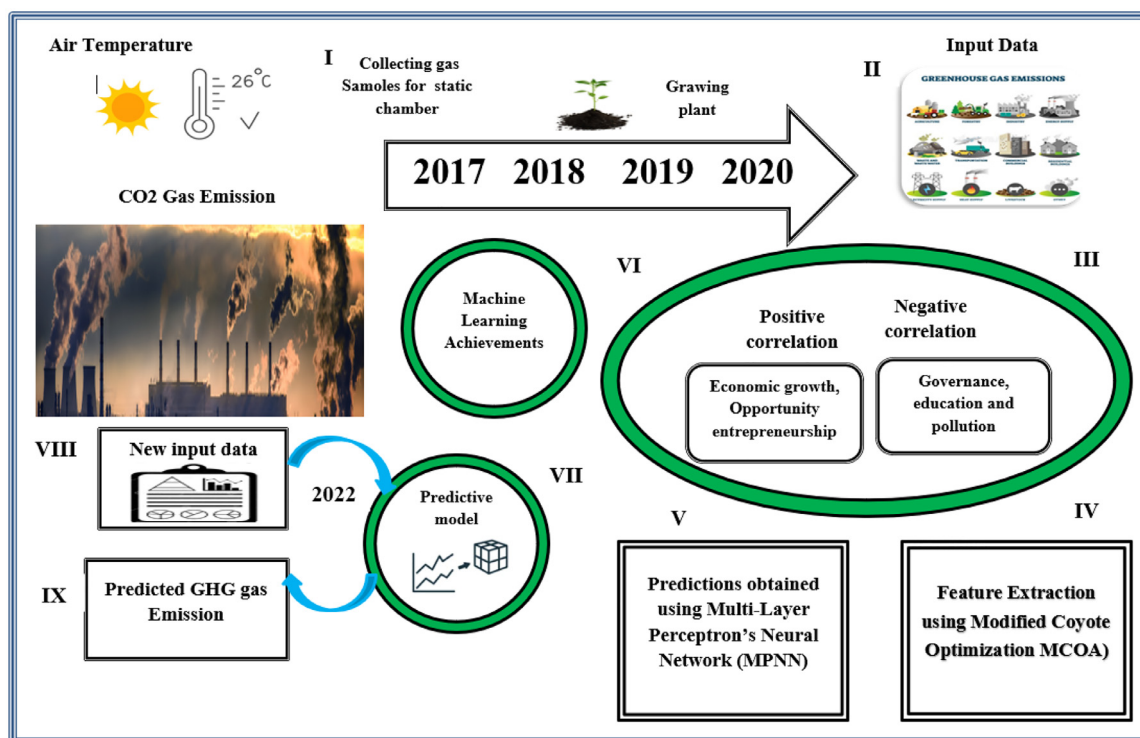 Air Temperature
26°C
CO2 Gas Emission
I
Collecting gas
Samoles for static
chamber
Grawing
plant
2017 2018 2019 2020
Input Data
II
GREENHOUSE GAS EMISSIONS
VI
III
Machine
Learning
Achievements
Positive
correlation
Negative
correlation
Economic growth,
Opportunity
entrepreneurship
Governance,
education and
pollution
VIII
New input data
2022
VII
Predictive
model
IX
Predicted GHG gas
Emission
V
Predictions obtained
using Multi-Layer
Perceptron’s Neural
Network (MPNN)
IV
Feature Extraction
using Modified Coyote
Optimization MCOA)